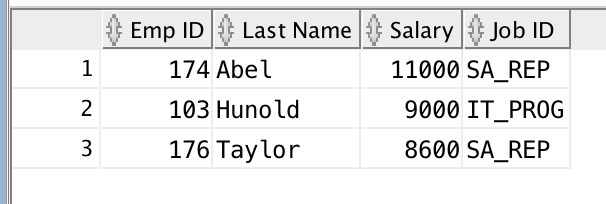 Emp ID Last Name Salary Job ID
1 174 Abel 11000 SA_REP
2 103 Hunold 9000 IT_PROG
3 176 Taylor 8600 SA_REP